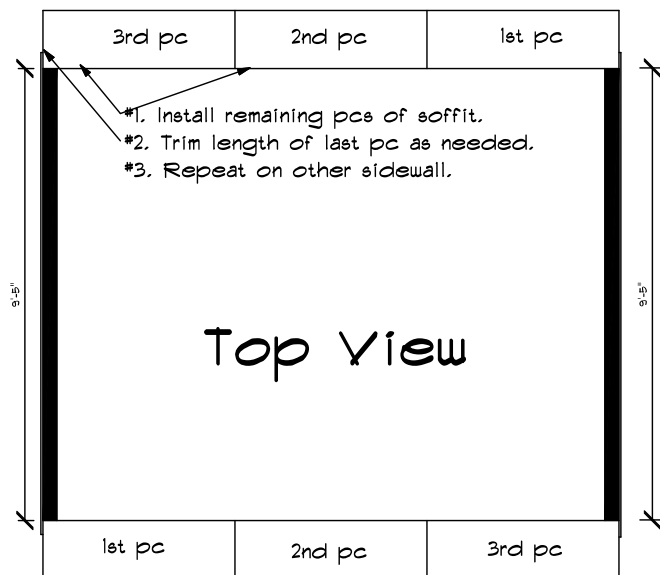 3rd pc 2nd pc 1st pc
#1. Install remaining pcs of soffit.
#2. Trim length of last pc as needed.
#3. Repeat on other sidewall.
9'-5" 9'-5"
Top View
1st pc 2nd pc 3rd pc